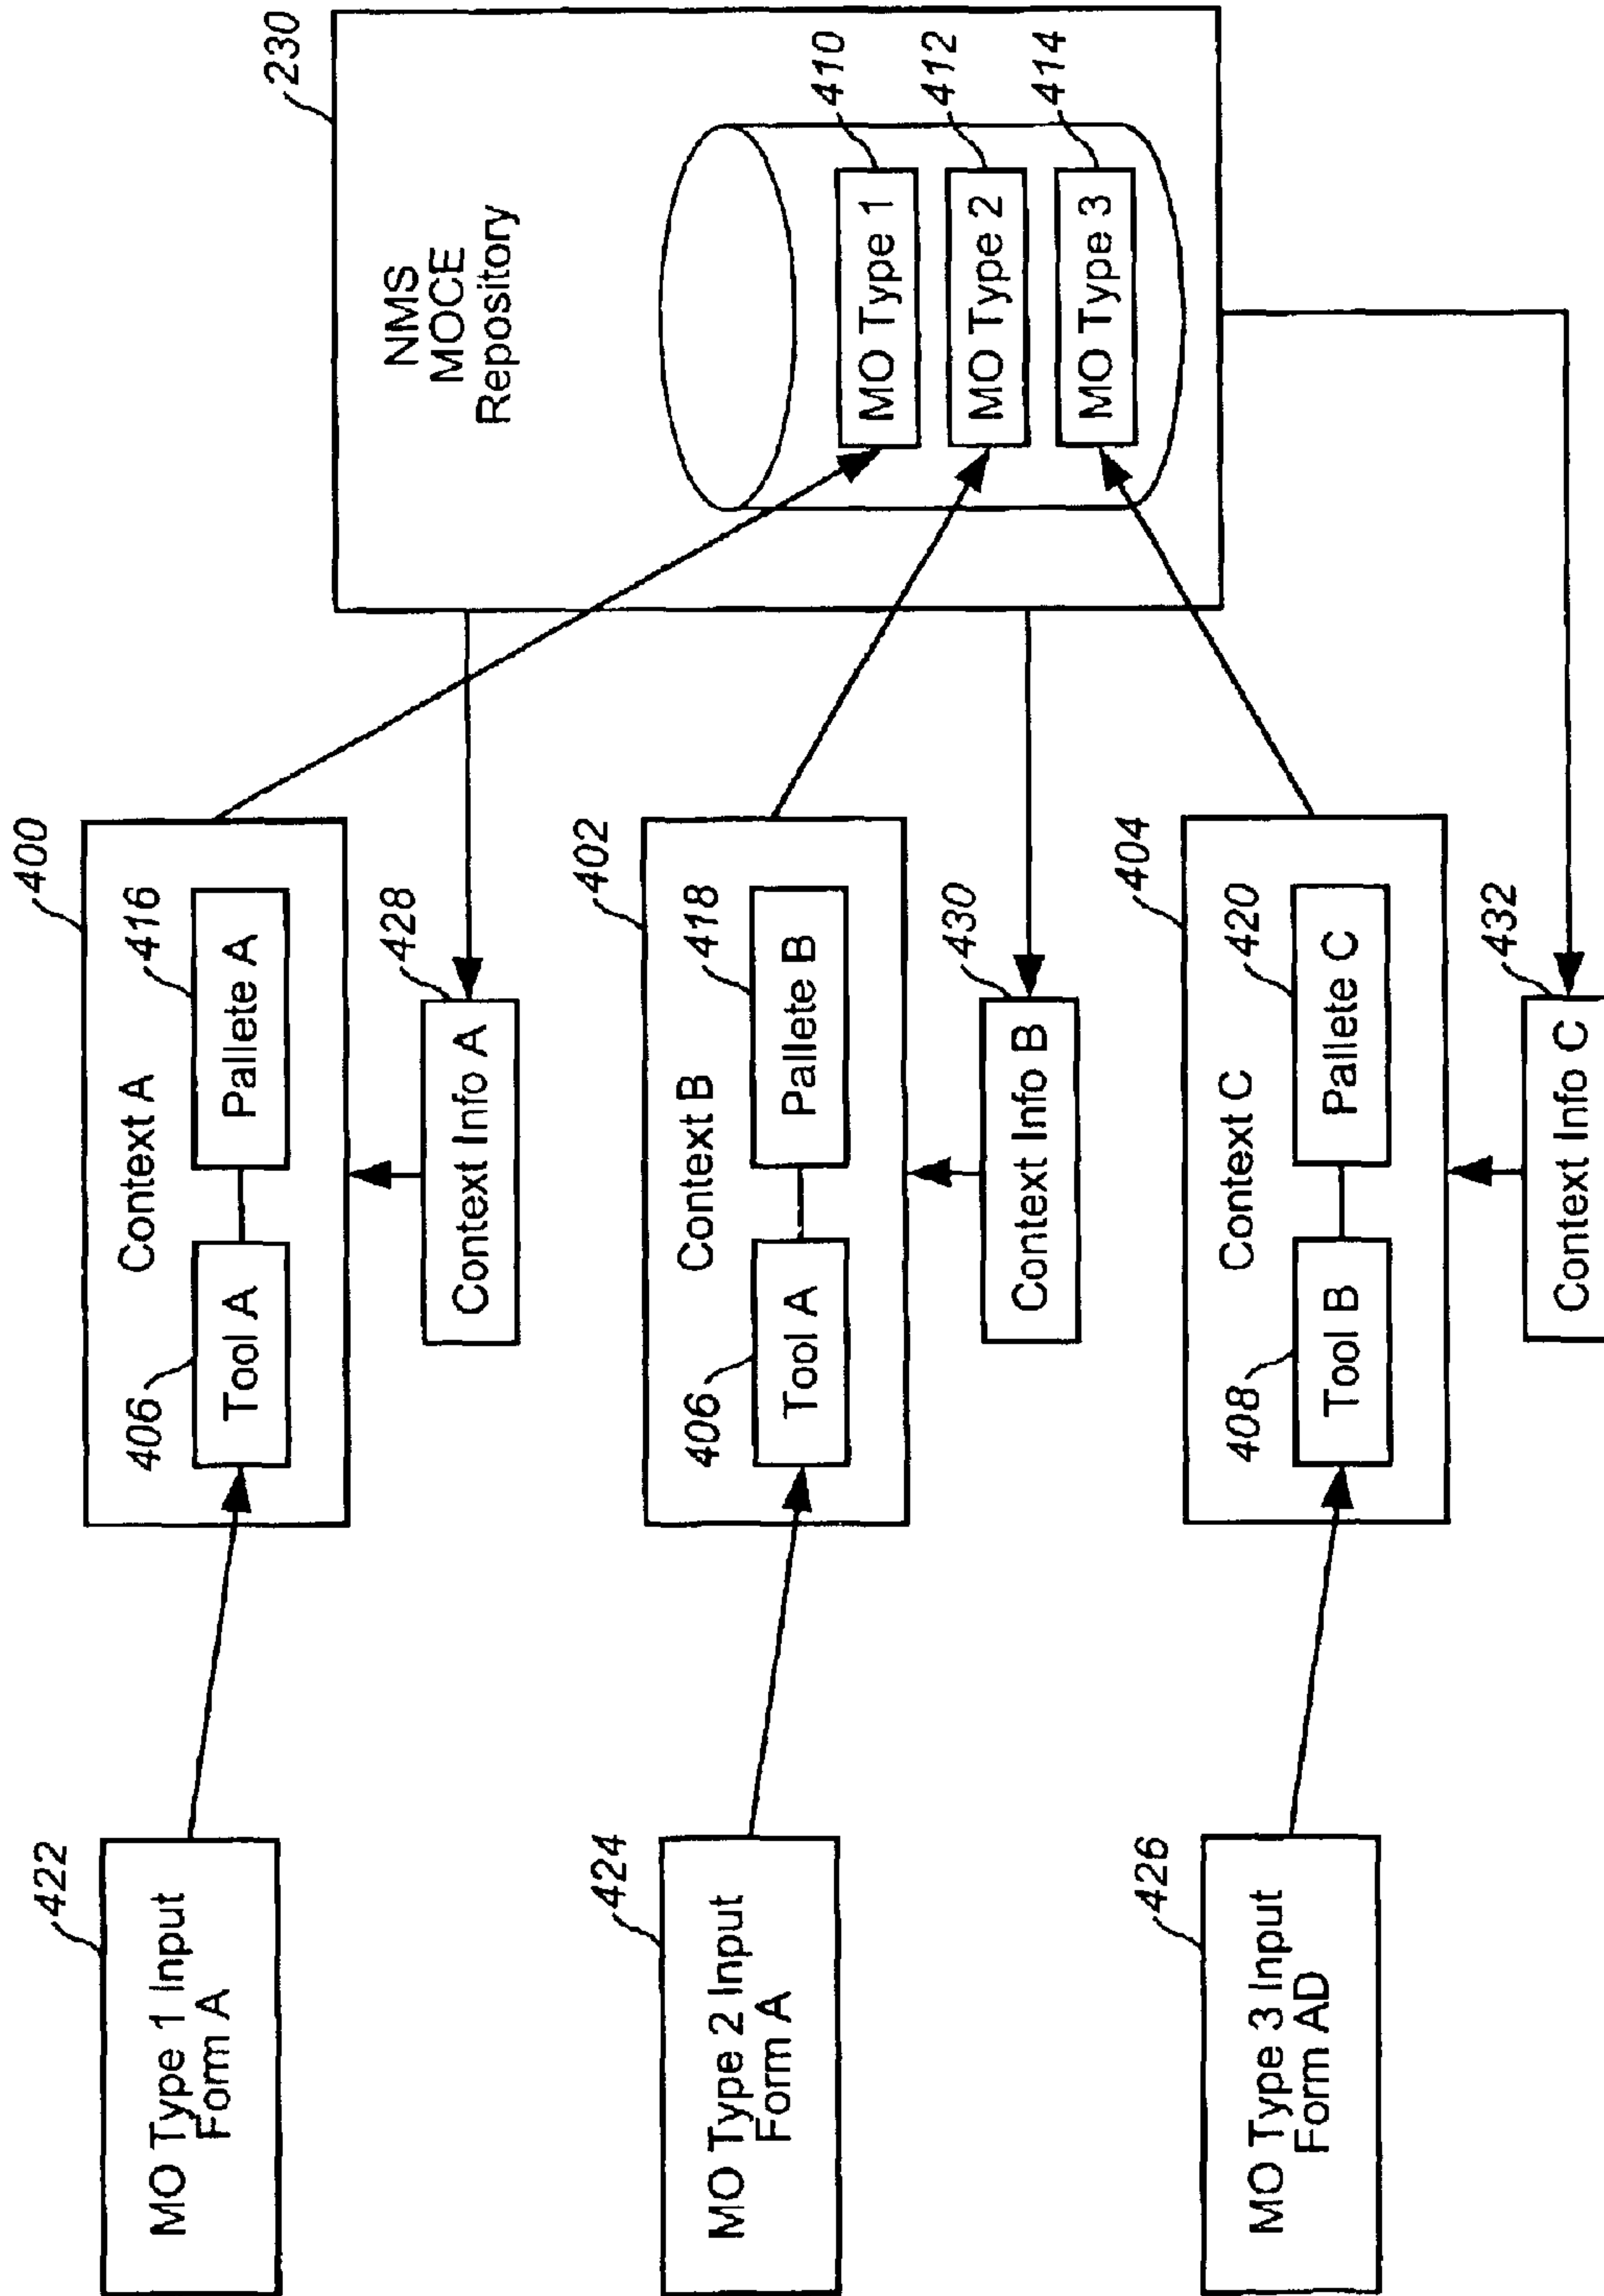 MO Type 1 Input
Form A
422
406
Tool A
Context A
Pallete A
416
400
Context Info A
428
MO Type 2 Input
Form A
424
406
Tool A
Context B
Pallete B
418
402
Context Info B
430
MO Type 3 Input
Form AD
426
408
Tool B
Context C
Pallete C
420
404
Context Info C
432
NMS
MOCE
Repository
230
MO Type 1
410
MO Type 2
412
MO Type 3
414